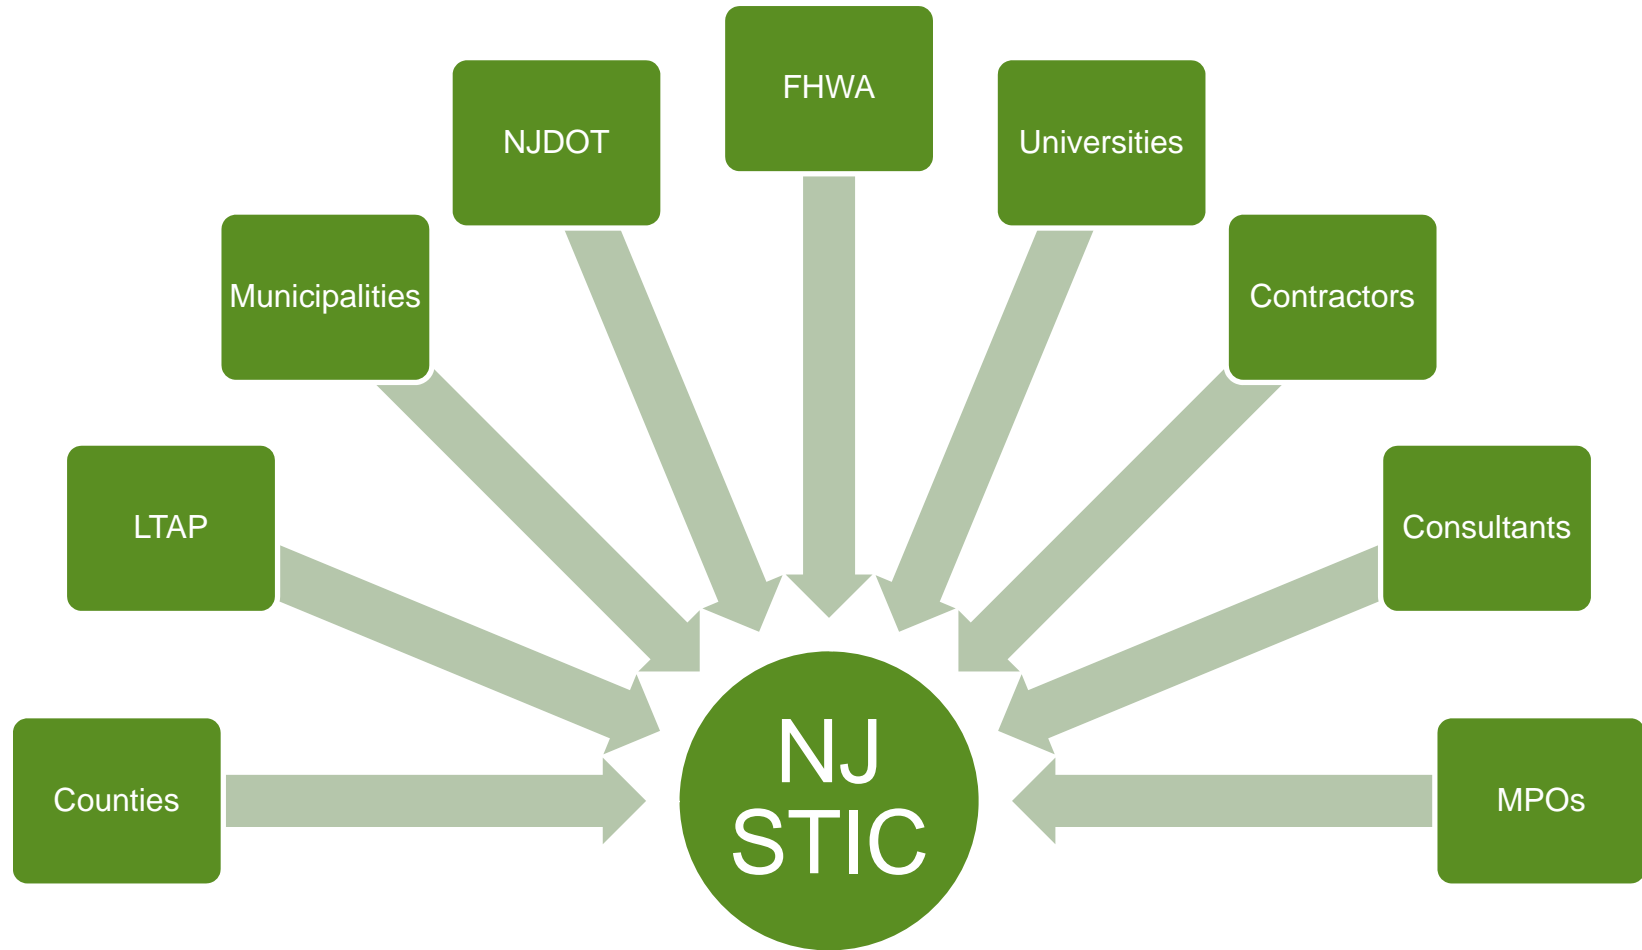 FHWA
NJDOT
Universities
Municipalities
Contractors
LTAP
Consultants
Counties
NJ
STIC
MPOs